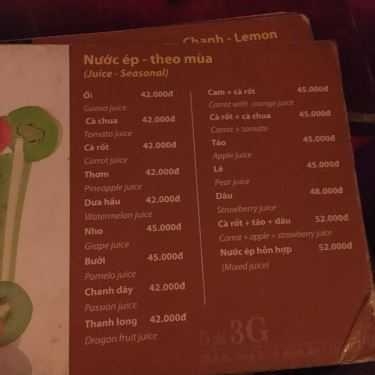 Chanh - Lemon
Nước ép - theo mùa
(Juice - Seasonal)
Ổi 42.000đ
Guava juice
Cà chua 42.000đ
Tomato juice
Cà rốt 42.000đ
Carrot juice
Thơm 42.000đ
Pineapple juice
Dưa hấu 42.000đ
Watermelon juice
Nho 45.000đ
Grape juice
Bưởi 45.000đ
Pomelo juice
Chanh dây 42.000đ
Passion juice
Thanh long 42.000đ
Dragon fruit juice
Cam + cà rốt 45.000đ
Carrot with orange juice
Cà rốt + cà chua 45.000đ
Carrot + tomato
Táo 45.000đ
Apple juice
Lê 45.000đ
Pear juice
Dâu 48.000đ
Strawberry juice
Cà rốt + táo + dâu 52.000đ
Carrot + apple + strawberry juice
Nước ép hỗn hợp 52.000đ
(Mixed juice)
3G